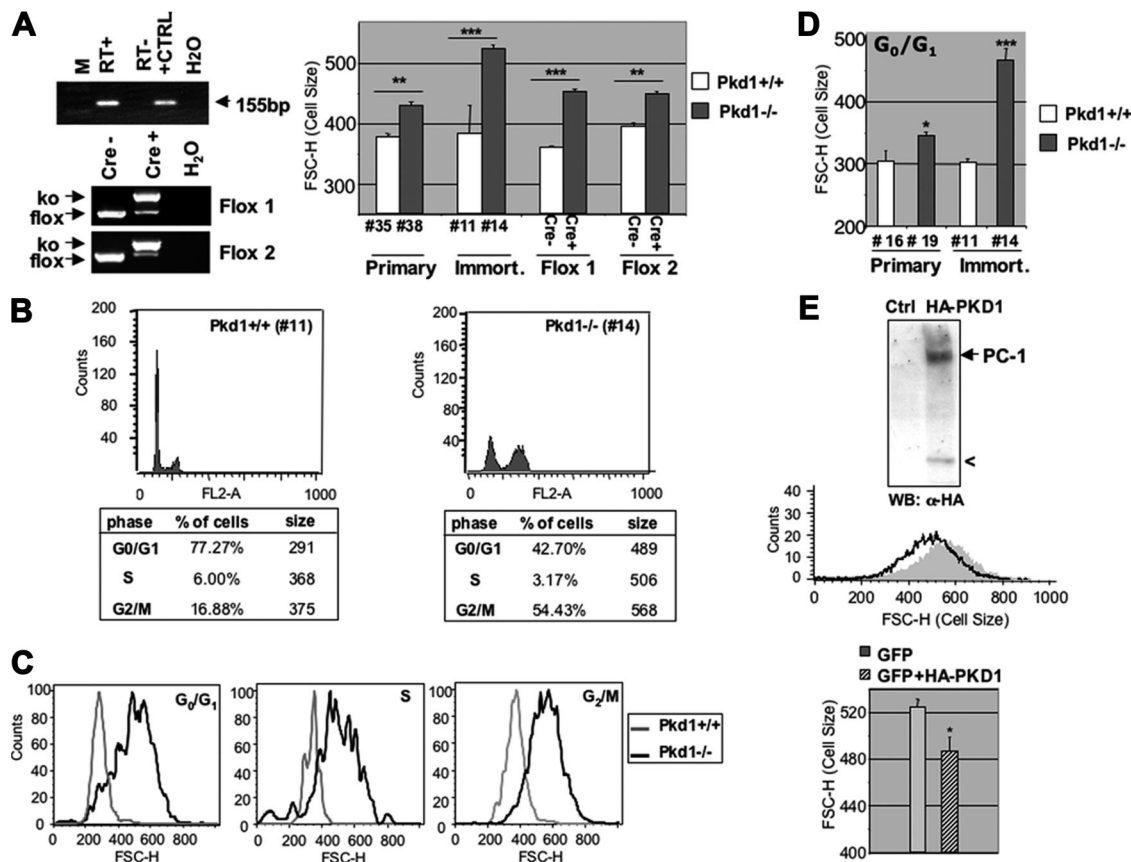 A
M
RT+
RT-
+CTRL
H2O
155bp
Cre -
Cre +
H2O
ko
flox
Flox 1
ko
flox
Flox 2
FSC-H (Cell Size)
500
400
300
**
***
***
**
#35 #38
#11 #14
Cre-
Cre+
Cre-
Cre+
Primary
Immort.
Flox 1
Flox 2
Pkd1+/+
Pkd1-/-
D
G0/G1
500
400
300
200
FSC-H (Cell Size)
*
***
# 16 # 19 #11 #14
Primary Immort.
Pkd1+/+
Pkd1-/-
B
Pkd1+/+ (#11)
Counts
200
160
120
80
40
0 1000
FL2-A
phase % of cells size
G0/G1 77.27% 291
S 6.00% 368
G2/M 16.88% 375
Pkd1-/- (#14)
Counts
200
160
120
80
40
0
0 1000
FL2-A
phase % of cells size
G0/G1 42.70% 489
S 3.17% 506
G2/M 54.43% 568
E
Ctrl HA-PKD1
PC-1
<
WB: α-HA
Counts
40
30
20
10
0
0 200 400 600 800 1000
FSC-H (Cell Size)
GFP
GFP+HA-PKD1
FSC-H (Cell Size)
520
480
440
400
*
C
Counts
100
80
60
40
20
0
G0/G1
0 200 400 600 800
FSC-H
100
80
60
40
20
0
S
0 200 400 600 800
FSC-H
100
80
60
40
20
0
G2/M
0 200 400 600 800
FSC-H
Pkd1+/+
Pkd1-/-